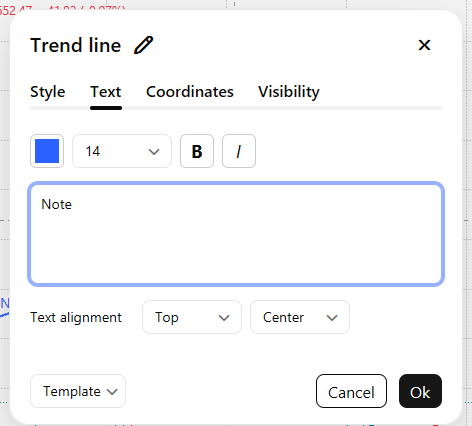 Trend line
Style Text Coordinates Visibility
14 B I
Note
Text alignment Top Center
Template Cancel Ok